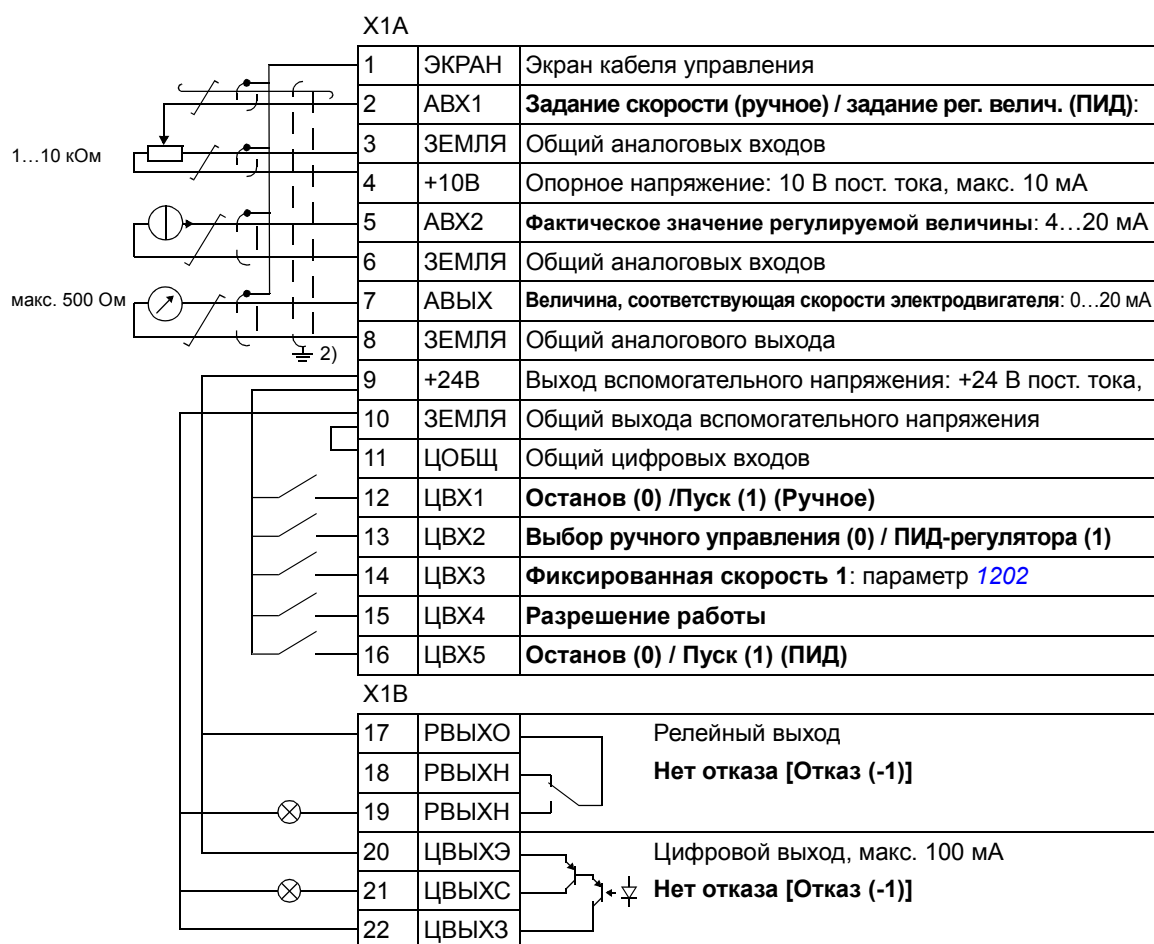 X1A
1 ЭКРАН Экран кабеля управления
2 АВХ1 Задание скорости (ручное) / задание рег. велич. (ПИД):
1…10 кОм
3 ЗЕМЛЯ Общий аналоговых входов
4 +10В Опорное напряжение: 10 В пост. тока, макс. 10 мА
5 АВХ2 Фактическое значение регулируемой величины: 4…20 мА
6 ЗЕМЛЯ Общий аналоговых входов
макс. 500 Ом
7 АВЫХ Величина, соответствующая скорости электродвигателя: 0…20 мА
8 ЗЕМЛЯ Общий аналогового выхода
2)
9 +24В Выход вспомогательного напряжения: +24 В пост. тока,
10 ЗЕМЛЯ Общий выхода вспомогательного напряжения
11 ЦОБЩ Общий цифровых входов
12 ЦВХ1 Останов (0) /Пуск (1) (Ручное)
13 ЦВХ2 Выбор ручного управления (0) / ПИД-регулятора (1)
14 ЦВХ3 Фиксированная скорость 1: параметр 1202
15 ЦВХ4 Разрешение работы
16 ЦВХ5 Останов (0) / Пуск (1) (ПИД)
X1B
17 РВЫХО Релейный выход
18 РВЫХН Нет отказа [Отказ (-1)]
19 РВЫХН
20 ЦВЫХЭ Цифровой выход, макс. 100 мА
21 ЦВЫХС Нет отказа [Отказ (-1)]
22 ЦВЫХЗ